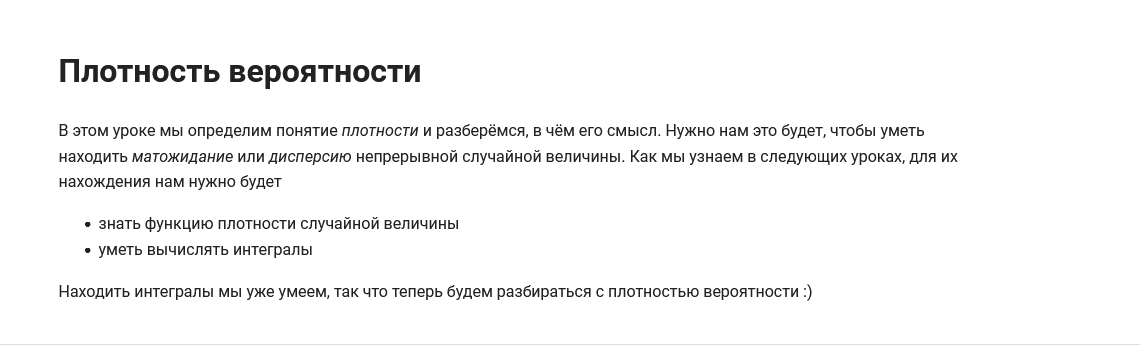 Плотность вероятности
В этом уроке мы определим понятие плотности и разберёмся, в чём его смысл. Нужно нам это будет, чтобы уметь
находить матожидание или дисперсию непрерывной случайной величины. Как мы узнаем в следующих уроках, для их
нахождения нам нужно будет
• знать функцию плотности случайной величины
• уметь вычислять интегралы
Находить интегралы мы уже умеем, так что теперь будем разбираться с плотностью вероятности :)